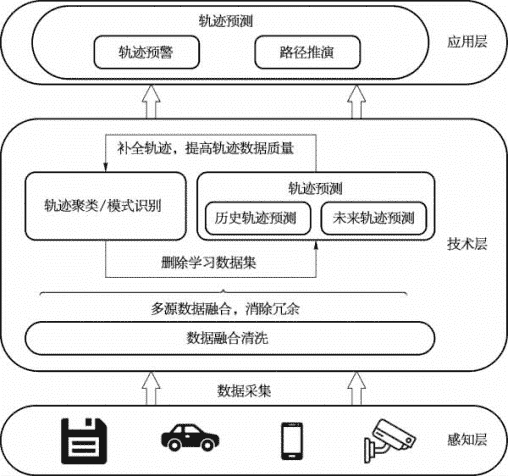 轨迹预测
轨迹预警
路径推演
应用层
补全轨迹，提高轨迹数据质量
轨迹聚类/模式识别
轨迹预测
历史轨迹预测
未来轨迹预测
技术层
删除学习数据集
多源数据融合，消除冗余
数据融合清洗
数据采集
感知层